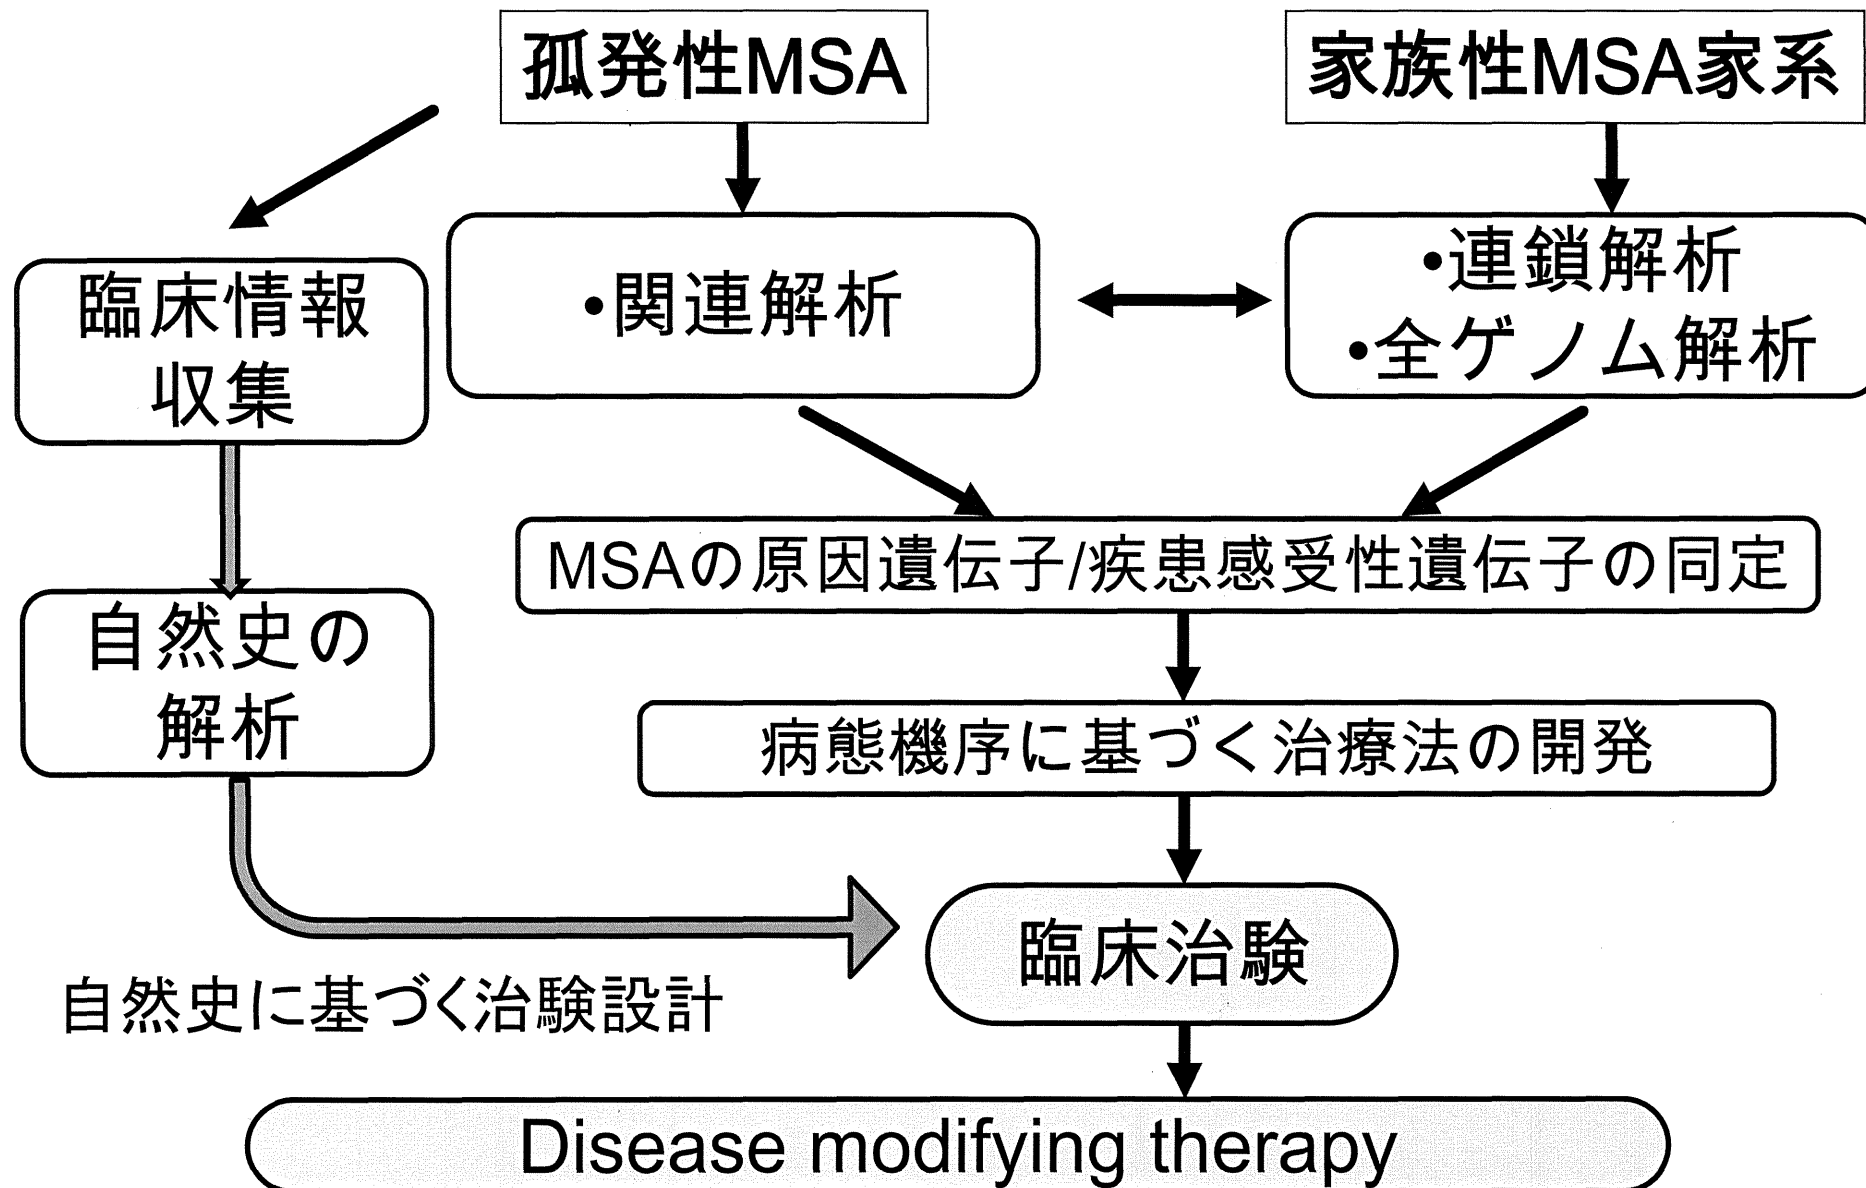 孤発性MSA
家族性MSA家系
臨床情報
収集
•関連解析
•連鎖解析
•全ゲノム解析
MSAの原因遺伝子/疾患感受性遺伝子の同定
自然史の
解析
病態機序に基づく治療法の開発
臨床治験
自然史に基づく治験設計
Disease modifying therapy